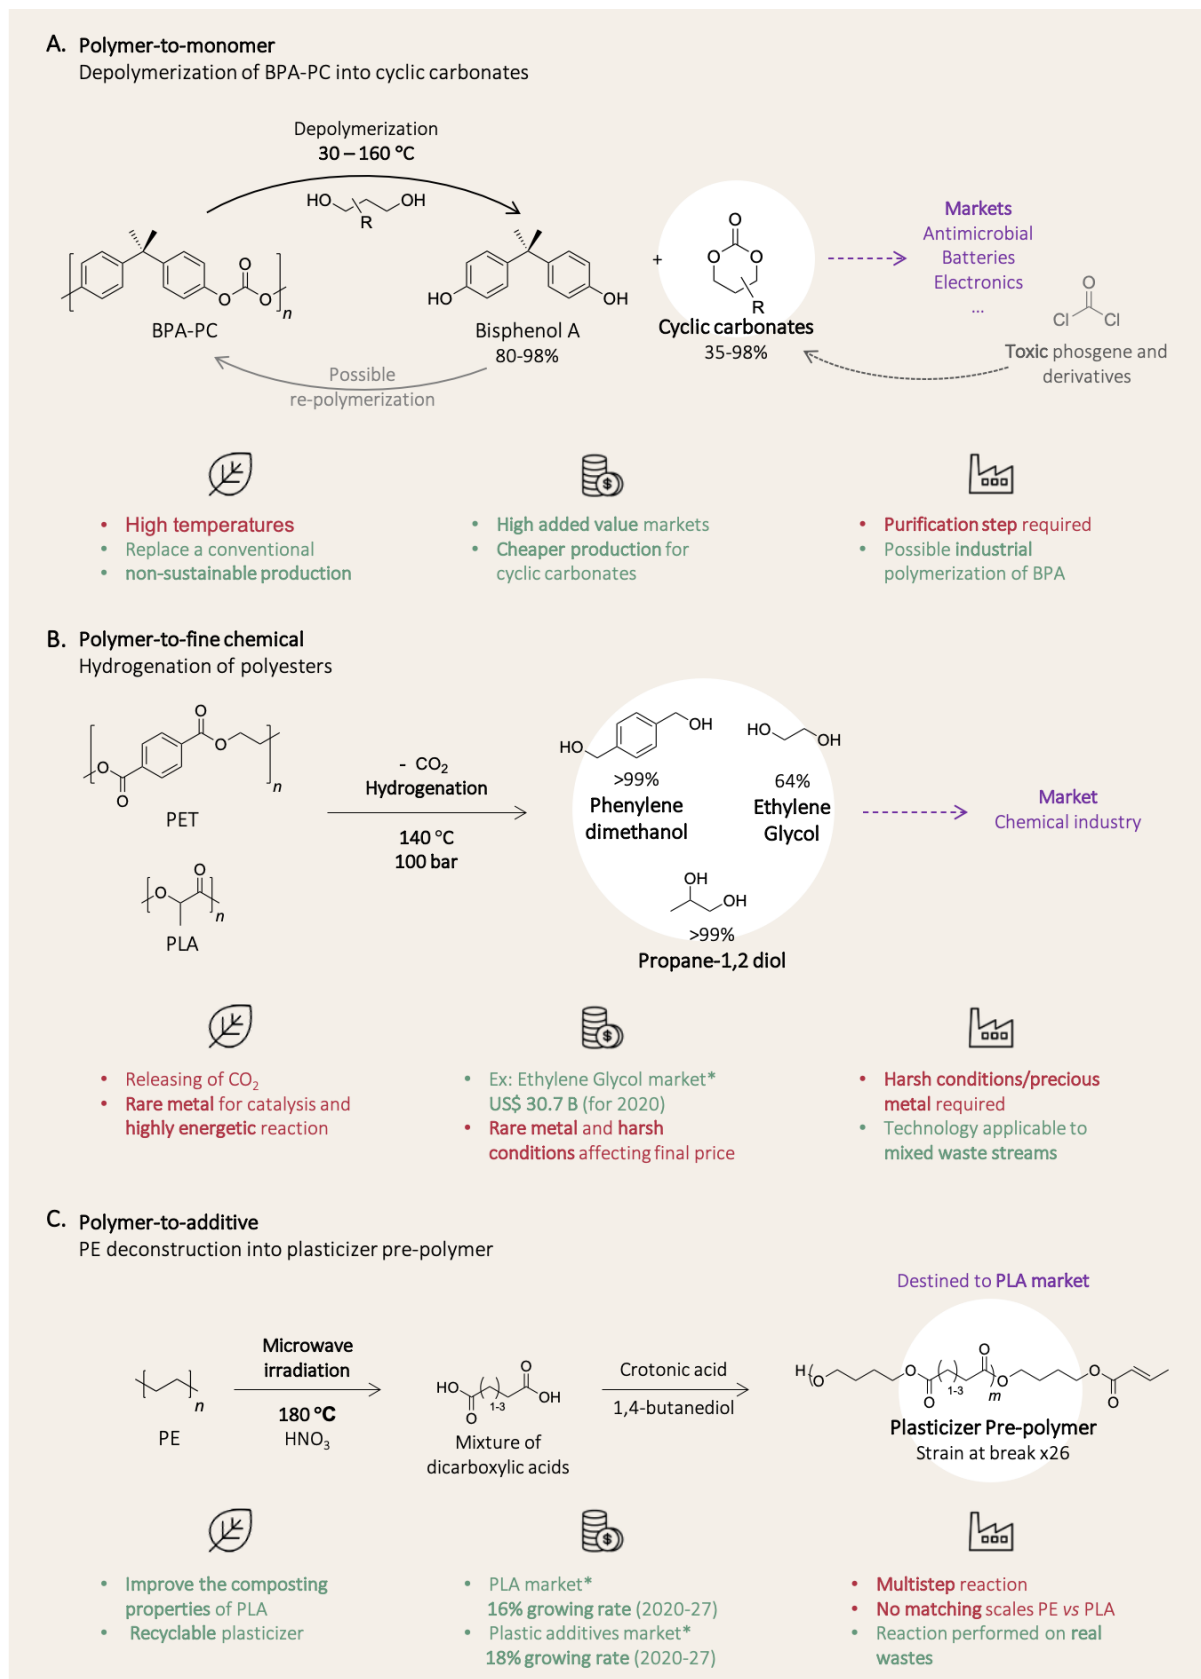 A. Polymer-to-monomer
Depolymerization of BPA-PC into cyclic carbonates
Depolymerization
30 – 160 °C
HO
OH
R
O
O
O
n
BPA-PC
HO
OH
Bisphenol A
80-98%
+
O
O
O
R
Cyclic carbonates
35-98%
Markets
Antimicrobial
Batteries
Electronics
...
O
Cl
Cl
Toxic phosgene and
derivatives
Possible
re-polymerization
$
• High temperatures
• Replace a conventional
• non-sustainable production
• High added value markets
• Cheaper production for
cyclic carbonates
• Purification step required
• Possible industrial
polymerization of BPA
B. Polymer-to-fine chemical
Hydrogenation of polyesters
O
O
O
O
n
PET
O
O
n
PLA
- CO₂
Hydrogenation
140 °C
100 bar
OH
HO
>99%
Phenylene
dimethanol
HO
OH
64%
Ethylene
Glycol
OH
OH
>99%
Propane-1,2 diol
Market
Chemical industry
$
• Releasing of CO₂
• Rare metal for catalysis and
highly energetic reaction
• Ex: Ethylene Glycol market*
US$ 30.7 B (for 2020)
• Rare metal and harsh
conditions affecting final price
• Harsh conditions/precious
metal required
• Technology applicable to
mixed waste streams
C. Polymer-to-additive
PE deconstruction into plasticizer pre-polymer
n
PE
Microwave
irradiation
180 °C
HNO₃
HO
O
1-3
O
OH
Mixture of
dicarboxylic acids
Crotonic acid
1,4-butanediol
Destined to PLA market
H
O
O
O
1-3
O
m
O
O
O
Plasticizer Pre-polymer
Strain at break x26
$
• Improve the composting
properties of PLA
• Recyclable plasticizer
• PLA market*
16% growing rate (2020-27)
• Plastic additives market*
18% growing rate (2020-27)
• Multistep reaction
• No matching scales PE vs PLA
• Reaction performed on real
wastes